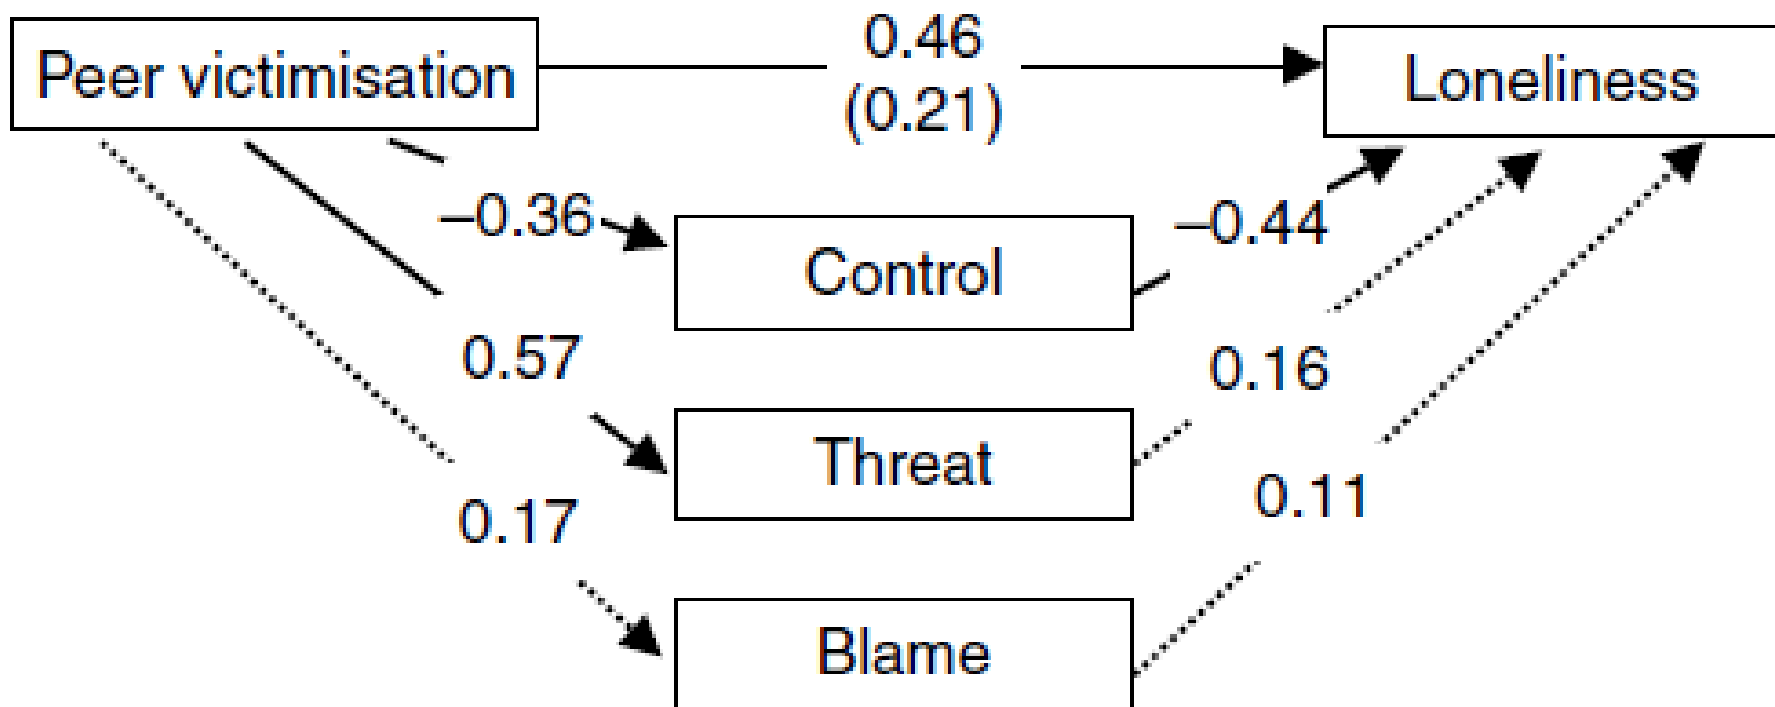 Peer victimisation
0.46
(0.21)
Loneliness
–0.36
–0.44
Control
0.57
0.16
Threat
0.17
0.11
Blame